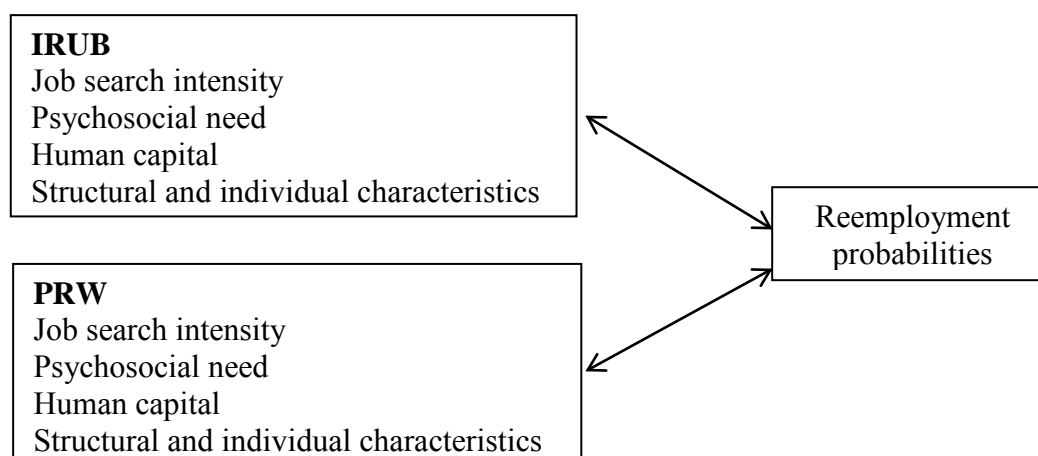 IRUB
Job search intensity
Psychosocial need
Human capital
Structural and individual characteristics
Reemployment
probabilities
PRW
Job search intensity
Psychosocial need
Human capital
Structural and individual characteristics